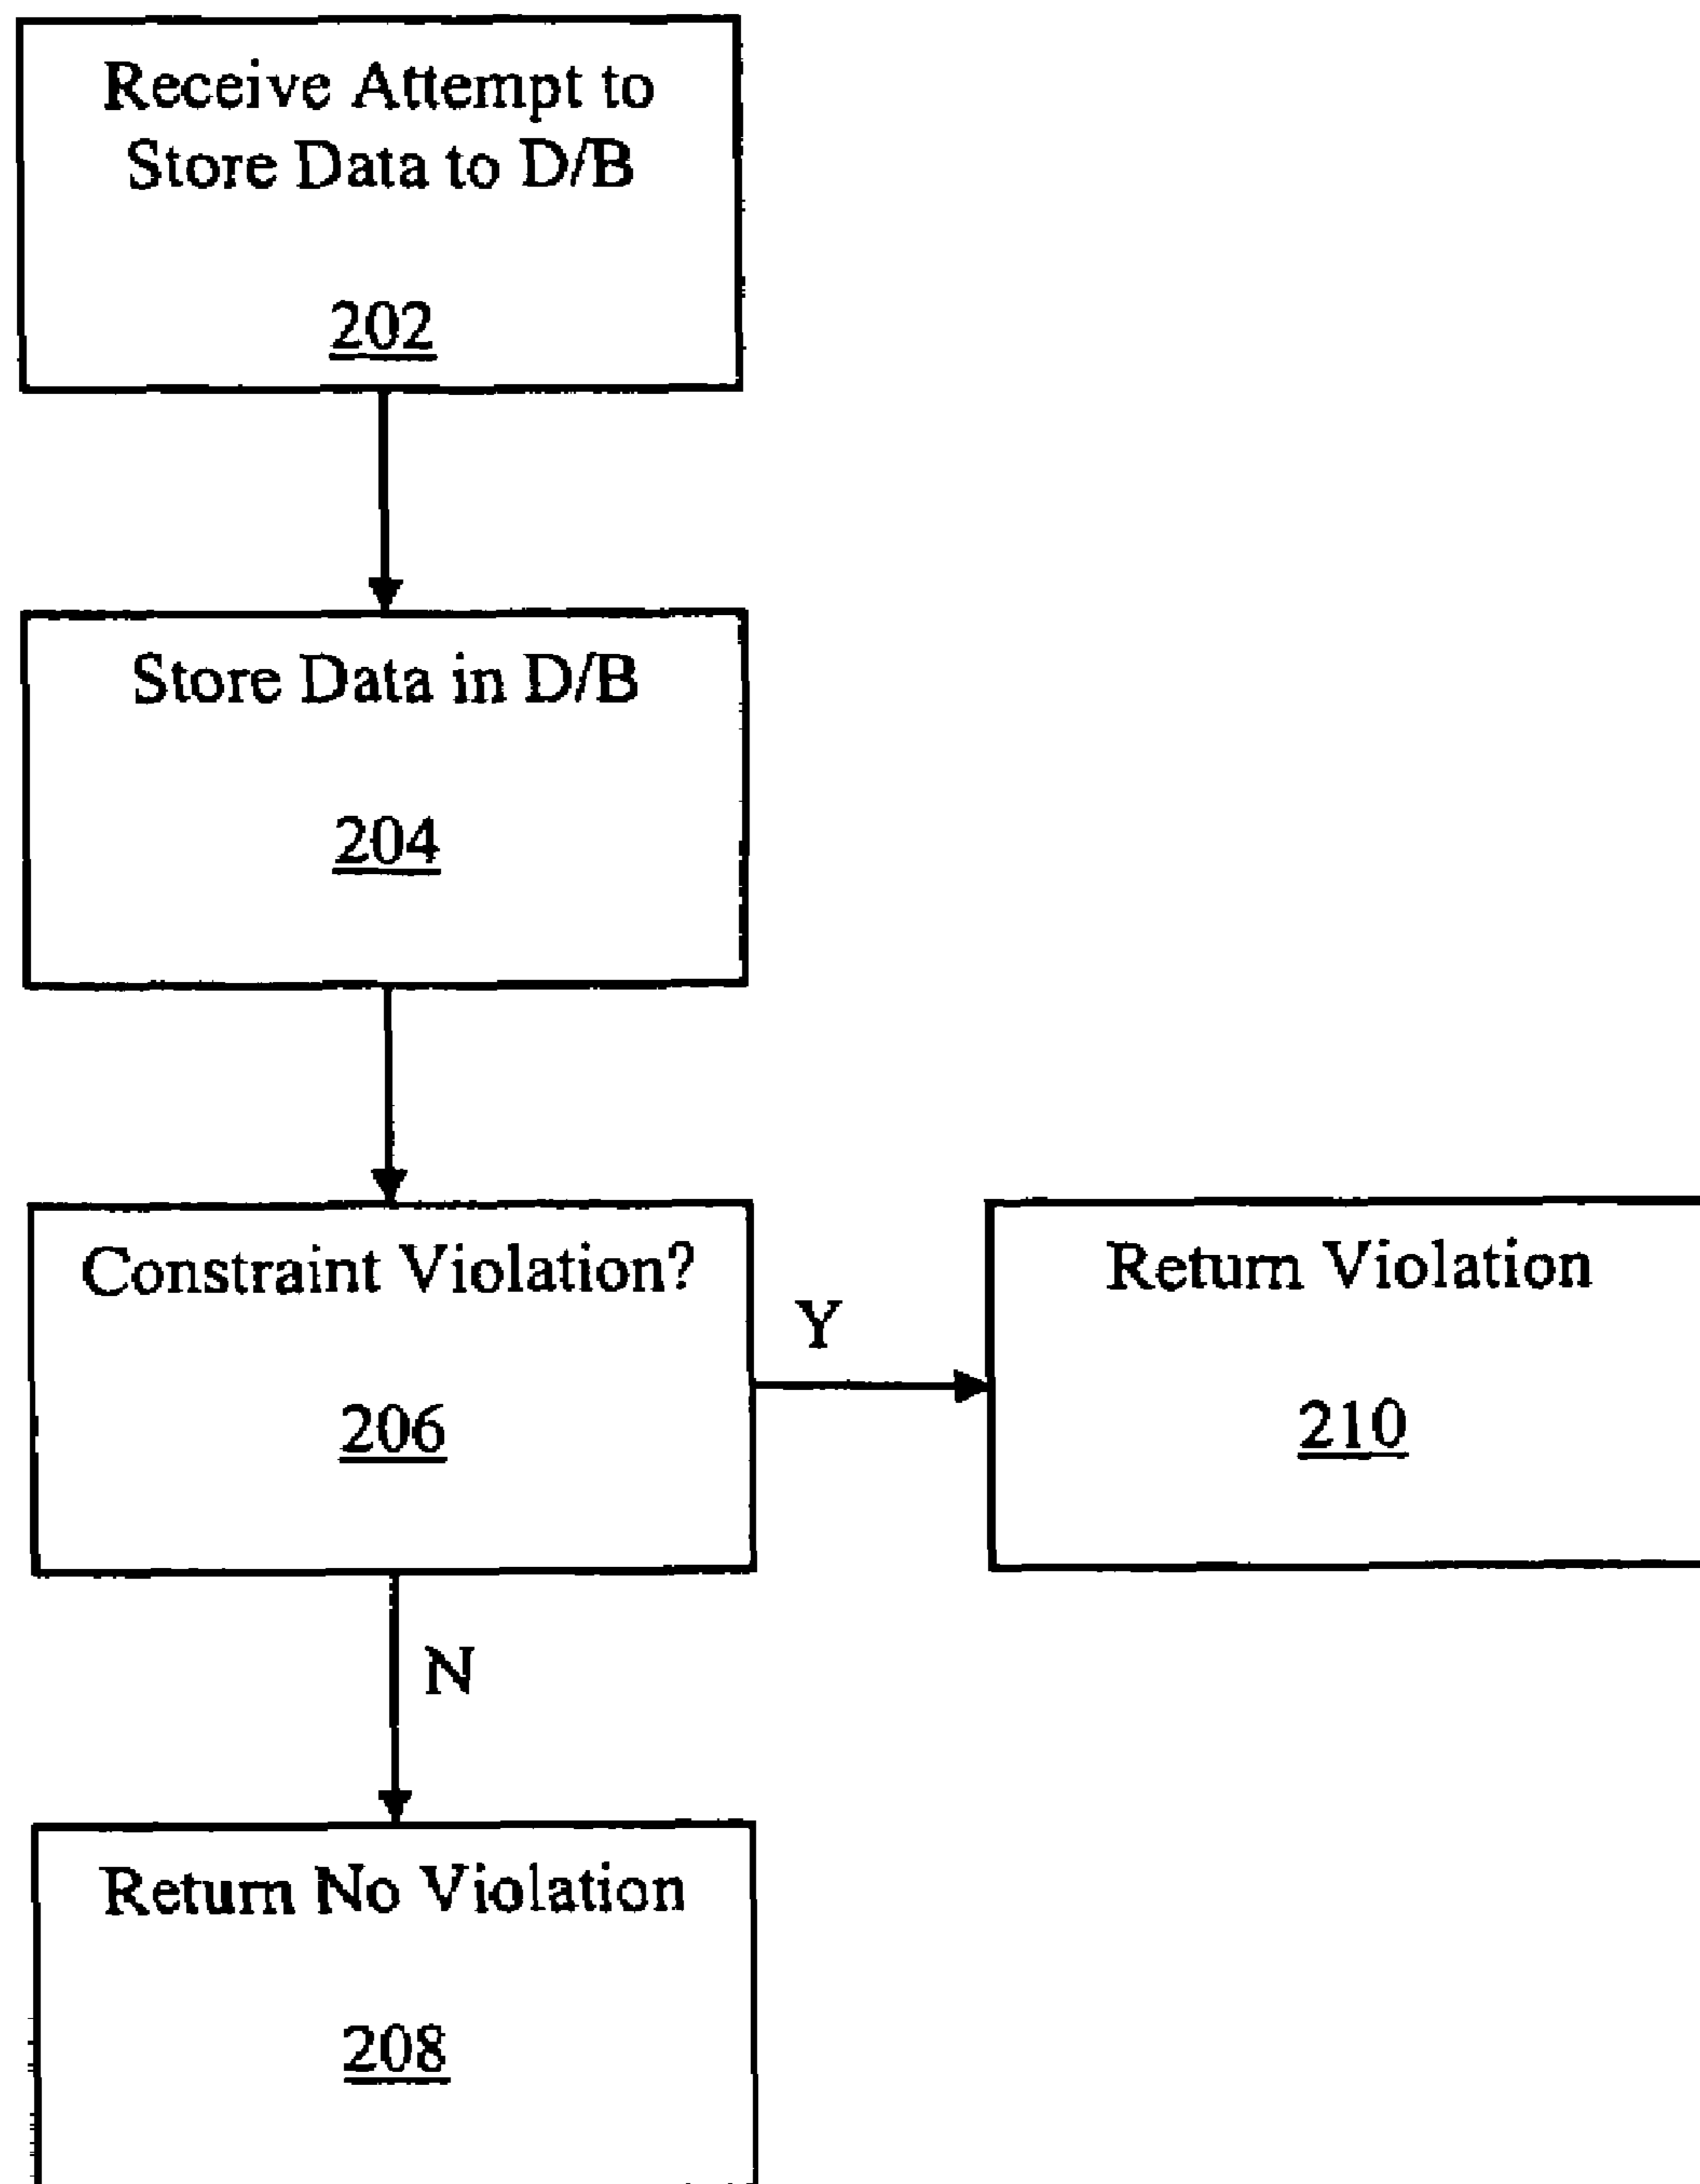 Receive Attempt to
Store Data to D/B
202
Store Data in D/B
204
Constraint Violation?
206
Y
Return Violation
210
N
Return No Violation
208